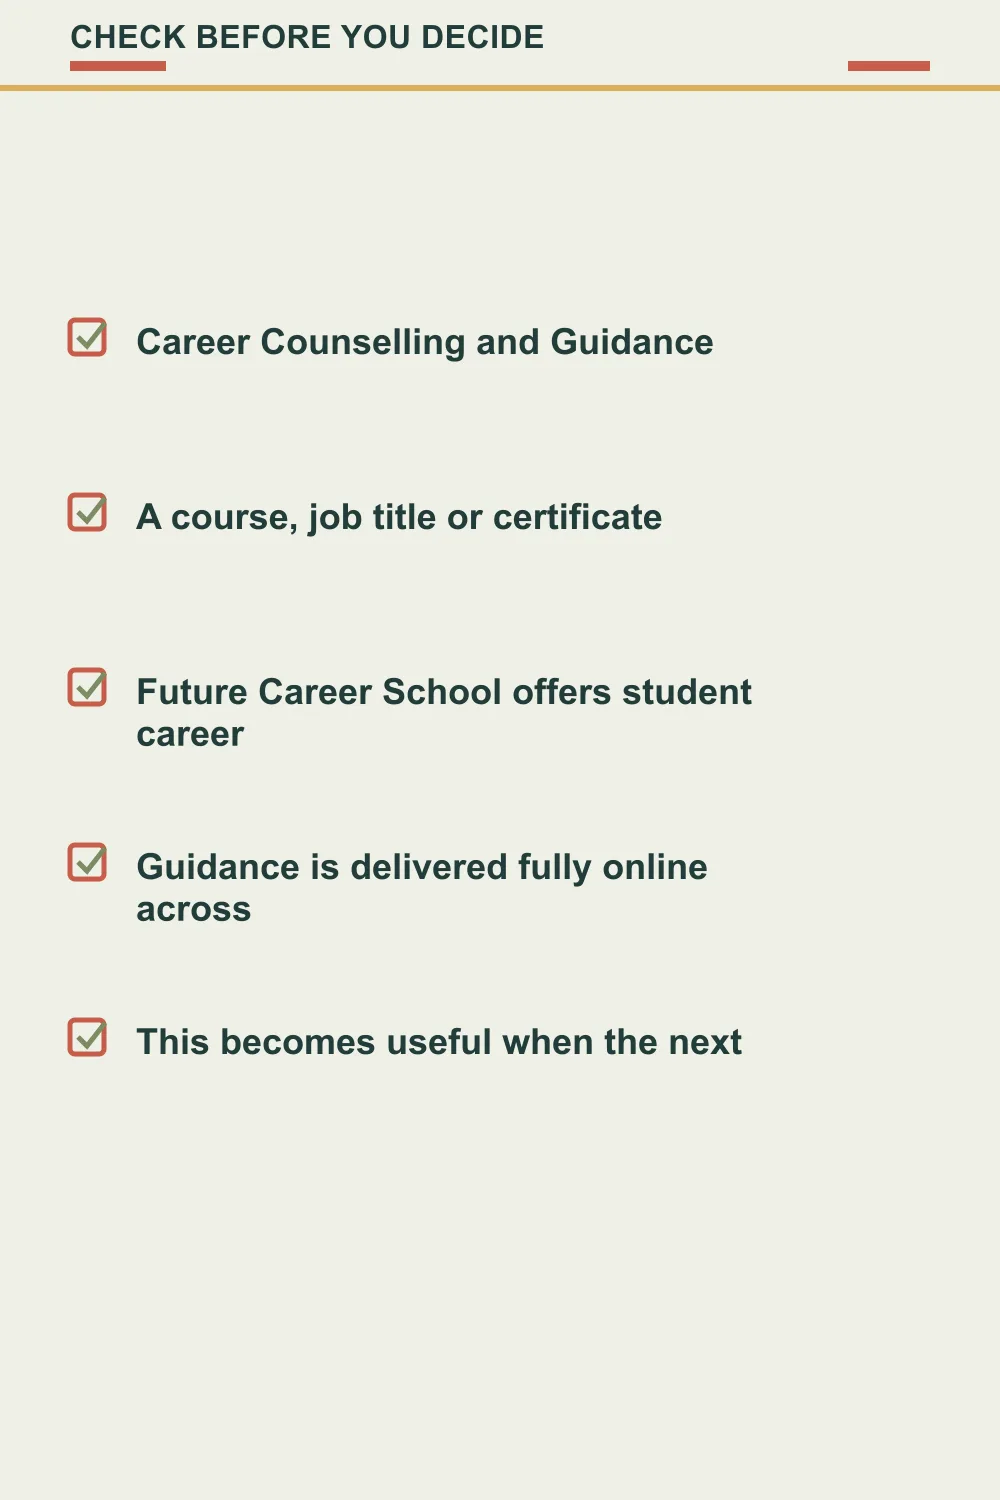 CHECK BEFORE YOU DECIDE
Career Counselling and Guidance
A course, job title or certificate
Future Career School offers student
career
Guidance is delivered fully online
across
This becomes useful when the next